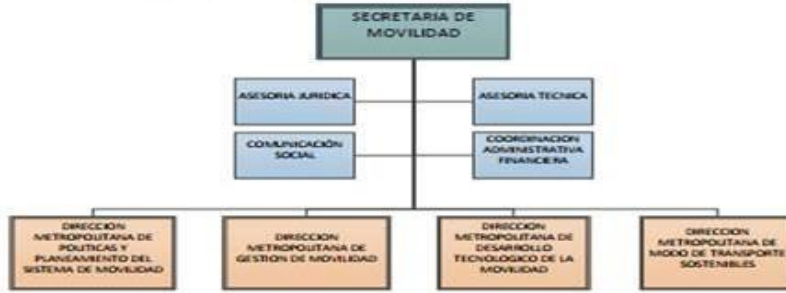 SECRETARIA DE
MOVILIDAD
ASESORIA JURIDICA
ASESORIA TECNICA
COMUNICACIÓN
SOCIAL
COORDINACION
ADMINISTRATIVA
FINANCIERA
DIRECCION
METROPOLITANA DE
POLITICAS Y
PLANEAMIENTO DEL
SISTEMA DE MOVILIDAD
DIRECCION
METROPOLITANA DE
GESTION DE MOVILIDAD
DIRECCION
METROPOLITANA DE
DESARROLLO
TECNOLOGICO DE LA
MOVILIDAD
DIRECCION
METROPOLITANA DE
MODO DE TRANSPORTE
SOSTENIBLES